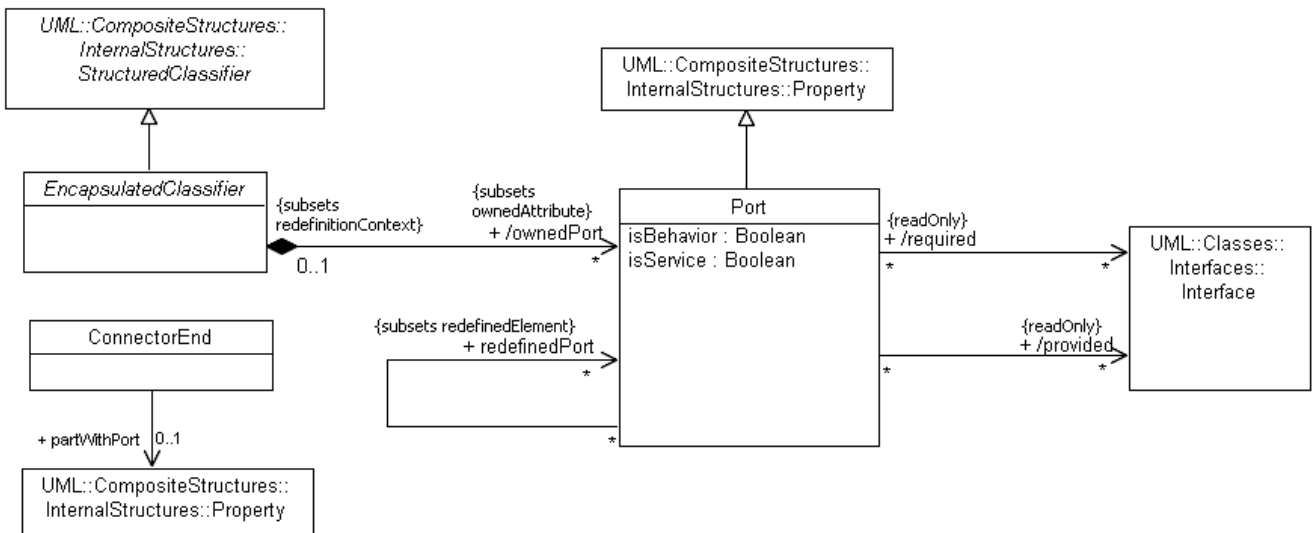 UML::CompositeStructures::
InternalStructures::
StructuredClassifier
UML::CompositeStructures::
InternalStructures::Property
EncapsulatedClassifier
{subsets
redefinitionContext}
0..1
{subsets
ownedAttribute}
+ /ownedPort
*
Port
isBehavior : Boolean
isService : Boolean
{readOnly}
+ /required
*
*
UML::Classes::
Interfaces::
Interface
{readOnly}
+ /provided
*
*
{subsets redefinedElement}
+ redefinedPort
*
*
ConnectorEnd
+ partWithPort
0..1
UML::CompositeStructures::
InternalStructures::Property